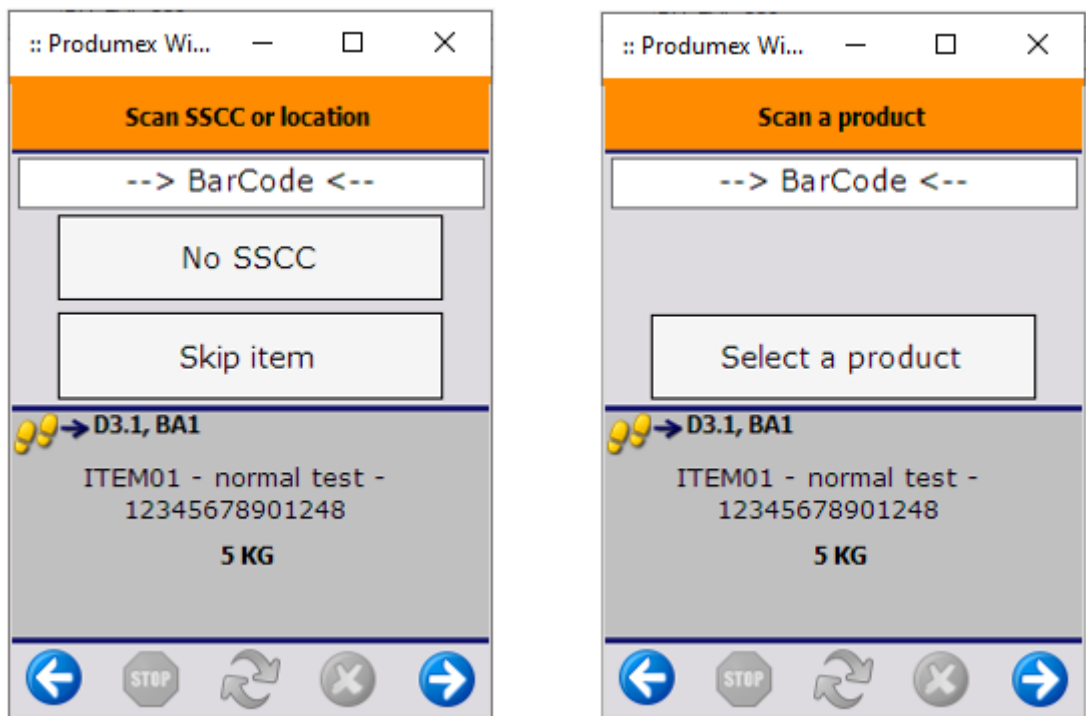 :: Produmex Wi...
Scan SSCC or location
--> BarCode <--
No SSCC
Skip item
D3.1, BA1
ITEM01 - normal test -
12345678901248
5 KG
STOP
:: Produmex Wi...
Scan a product
--> BarCode <--
Select a product
D3.1, BA1
ITEM01 - normal test -
12345678901248
5 KG
STOP